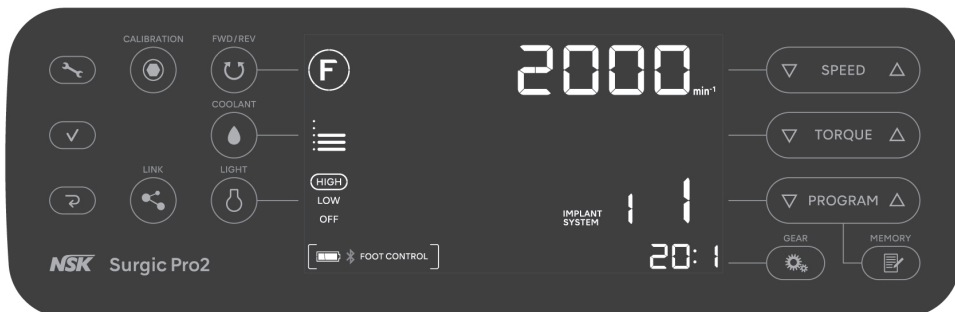 CALIBRATION FWD/REV
F 2000 min-1
SPEED
COOLANT
TORQUE
LINK LIGHT
HIGH
LOW
OFF
IMPLANT SYSTEM 1 1
PROGRAM
GEAR MEMORY
NSK Surgic Pro2
FOOT CONTROL
20:1